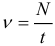 ν = N/t